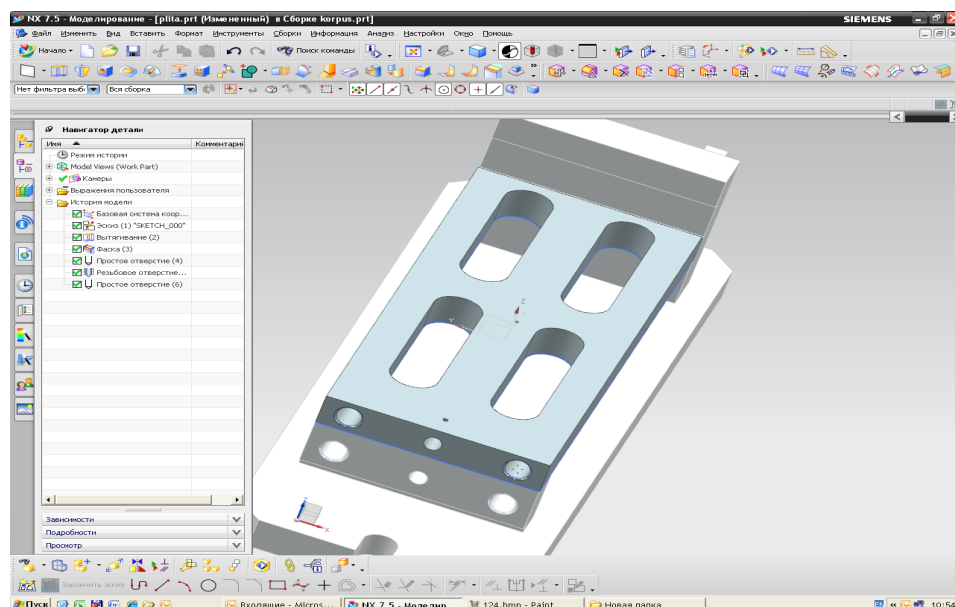 NX 7.5 - Моделирование - [plita.prt (Измененный) в Сборке korpus.prt]
SIEMENS
Файл Изменить Вид Вставить Формат Инструменты Сборки Информация Анализ Настройки Окно Помощь
Начало
Поиск команды
Нет фильтра выб
Вся сборка
Навигатор детали
Имя
Комментарий
Режим истории
Model Views (Work Part)
Камеры
Выражения пользователя
История модели
Базовая система коор...
Эскиз (1) "SKETCH_000"
Вытягивание (2)
Фаска (3)
Простое отверстие (4)
Резьбовое отверстие...
Простое отверстие (6)
Z
Y
X
Зависимости
Подробности
Просмотр
Закончить эскиз
Пуск
Входящие - Micros...
NX 7.5 - Моделир...
124.bmp - Paint
Новая папка
EN
10:54